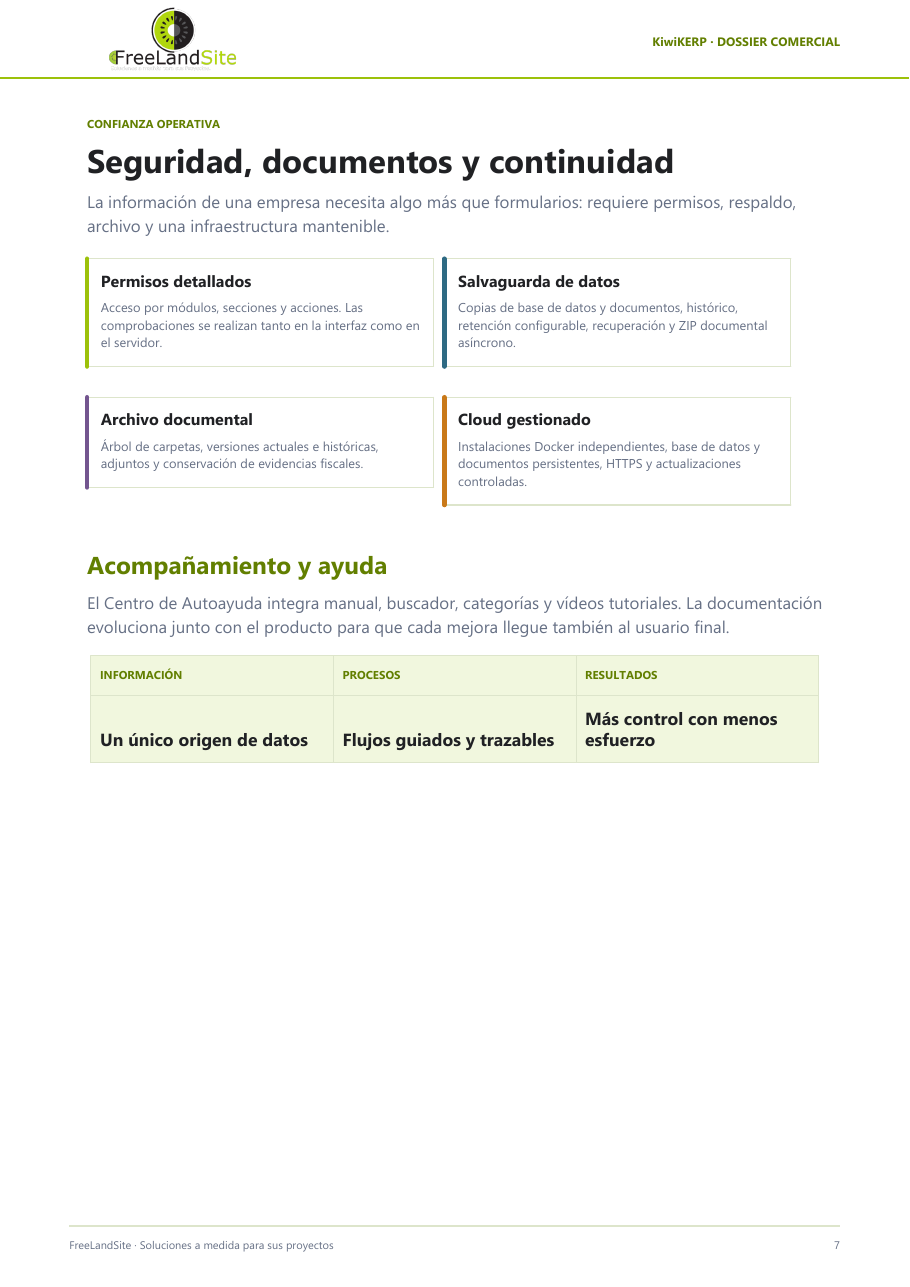 FreeLandSite
KiwiKERP · DOSSIER COMERCIAL
CONFIANZA OPERATIVA
Seguridad, documentos y continuidad
La información de una empresa necesita algo más que formularios: requiere permisos, respaldo,
archivo y una infraestructura mantenible.
Permisos detallados
Acceso por módulos, secciones y acciones. Las
comprobaciones se realizan tanto en la interfaz como en
el servidor.
Salvaguarda de datos
Copias de base de datos y documentos, histórico,
retención configurable, recuperación y ZIP documental
asíncrono.
Archivo documental
Árbol de carpetas, versiones actuales e históricas,
adjuntos y conservación de evidencias fiscales.
Cloud gestionado
Instalaciones Docker independientes, base de datos y
documentos persistentes, HTTPS y actualizaciones
controladas.
Acompañamiento y ayuda
El Centro de Autoayuda integra manual, buscador, categorías y vídeos tutoriales. La documentación
evoluciona junto con el producto para que cada mejora llegue también al usuario final.
INFORMACIÓN
PROCESOS
RESULTADOS
Un único origen de datos
Flujos guiados y trazables
Más control con menos
esfuerzo
FreeLandSite · Soluciones a medida para sus proyectos
7